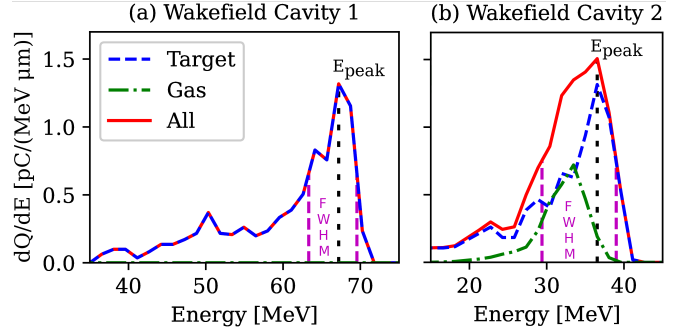 (a) Wakefield Cavity 1
(b) Wakefield Cavity 2
dQ/dE [pC/(MeV μm)]
1.5
1.0
0.5
0.0
Target
Gas
All
E_peak
F
W
H
M
40
50
60
70
Energy [MeV]
E_peak
F
W
H
M
20
30
40
Energy [MeV]